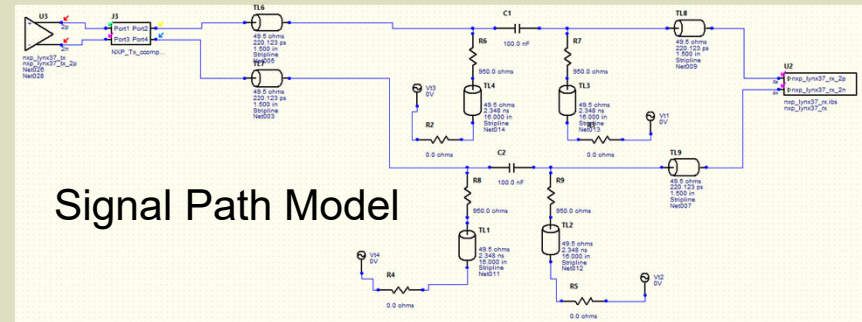 U3
2p
2n
nxp_lynx37_tx
nxp_lynx37_tx_2p
Net026
Net028
J3
Port1 Port2
Port3 Port4
TL6
49.5 ohms
220.123 ps
1.500 in
Stripline
Net005
TL7
49.5 ohms
220.123 ps
1.500 in
Stripline
Net003
C1
100.0 nF
R6
950.0 ohms
TL4
49.5 ohms
2.348 ns
16.000 in
Stripline
Net014
Vt3
0V
R2
0.0 ohms
R7
950.0 ohms
TL3
49.5 ohms
2.348 ns
16.000 in
Stripline
Net013
Vt1
0V
0.0 ohms
TL8
49.5 ohms
220.123 ps
1.500 in
Stripline
Net009
U2
nxp_lynx37_rx_2p
nxp_lynx37_rx_2n
nxp_lynx37_rx.ibs
nxp_lynx37_rx
C2
100.0 nF
TL9
49.5 ohms
220.123 ps
1.500 in
Stripline
Net007
Signal Path Model
R8
950.0 ohms
TL1
49.5 ohms
2.348 ns
16.000 in
Stripline
Net011
Vt4
0V
R4
0.0 ohms
R9
950.0 ohms
TL2
49.5 ohms
2.348 ns
16.000 in
Stripline
Net012
Vt2
0V
R5
0.0 ohms